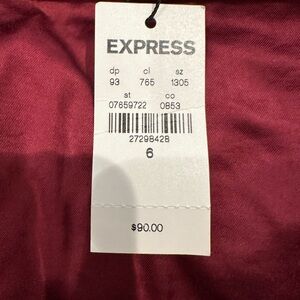 EXPRESS
dp cl sz
93 765 1305
st co
07659722 0853
27298428
6
$90.00